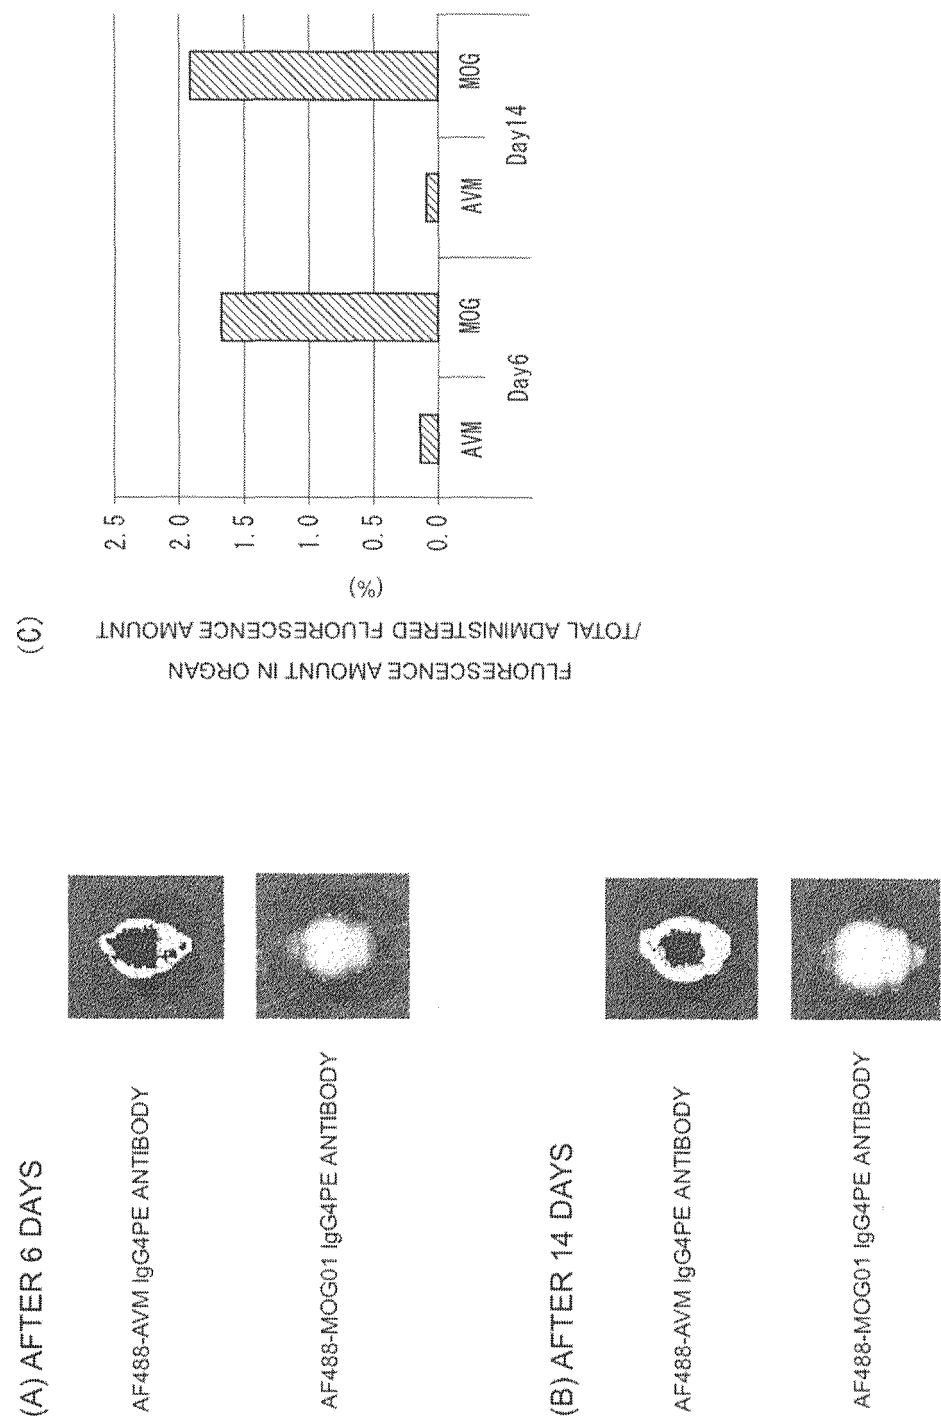 (A) AFTER 6 DAYS
AF488-AVM IgG4PE ANTIBODY
AF488-MOG01 IgG4PE ANTIBODY
(B) AFTER 14 DAYS
AF488-AVM IgG4PE ANTIBODY
AF488-MOG01 IgG4PE ANTIBODY
(C)
FLUORESCENCE AMOUNT IN ORGAN
/TOTAL ADMINISTERED FLUORESCENCE AMOUNT
(%)
2.5
2.0
1.5
1.0
0.5
0.0
AVM MOG AVM MOG
Day6 Day14